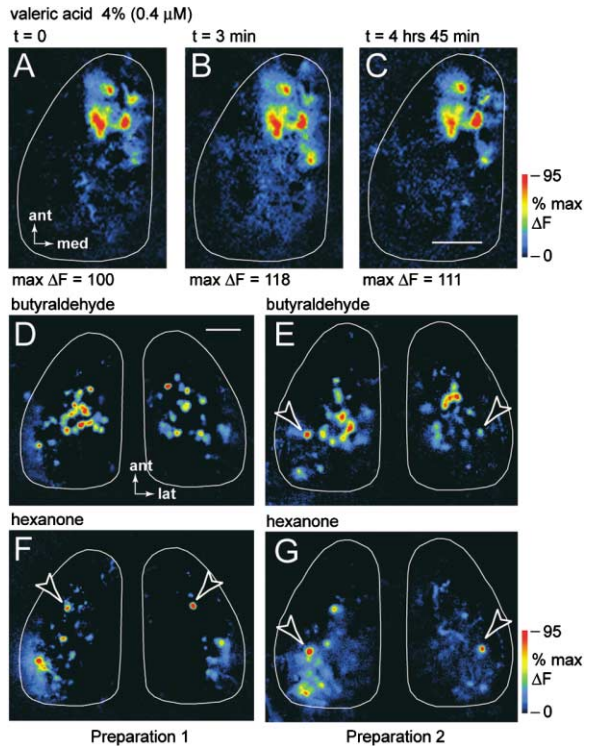 valeric acid 4% (0.4 μM)
t = 0
t = 3 min
t = 4 hrs 45 min
A
B
C
ant
med
95
% max
ΔF
0
max ΔF = 100
max ΔF = 118
max ΔF = 111
butyraldehyde
butyraldehyde
D
E
ant
lat
hexanone
hexanone
F
G
95
% max
ΔF
0
Preparation 1
Preparation 2